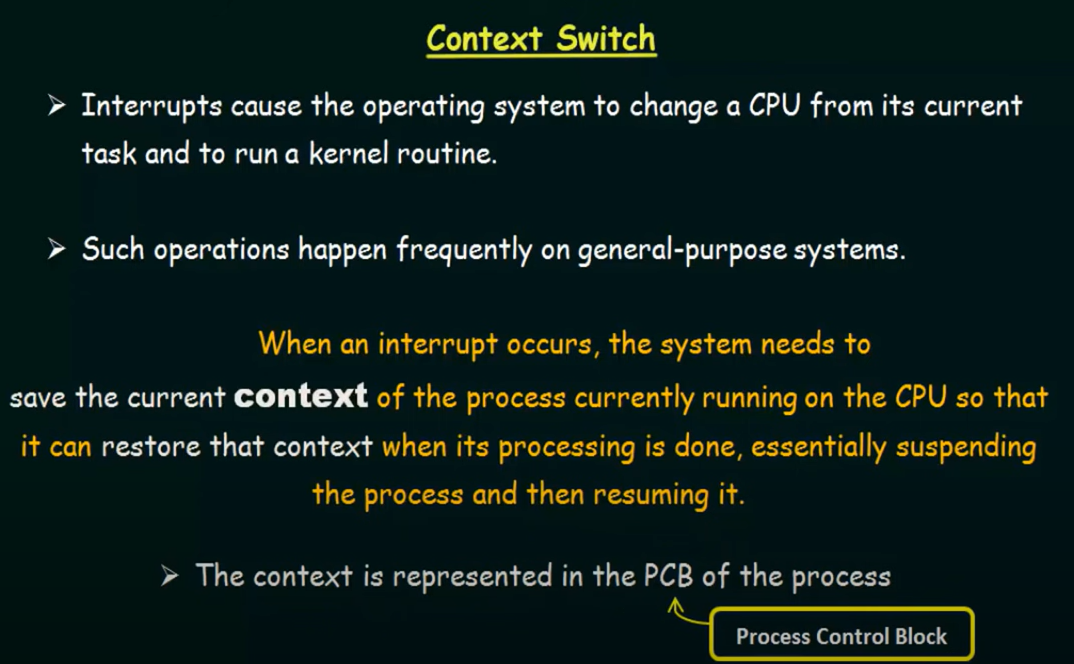 Context Switch
➢ Interrupts cause the operating system to change a CPU from its current
task and to run a kernel routine.
➢ Such operations happen frequently on general-purpose systems.
When an interrupt occurs, the system needs to
save the current context of the process currently running on the CPU so that
it can restore that context when its processing is done, essentially suspending
the process and then resuming it.
➢ The context is represented in the PCB of the process
Process Control Block